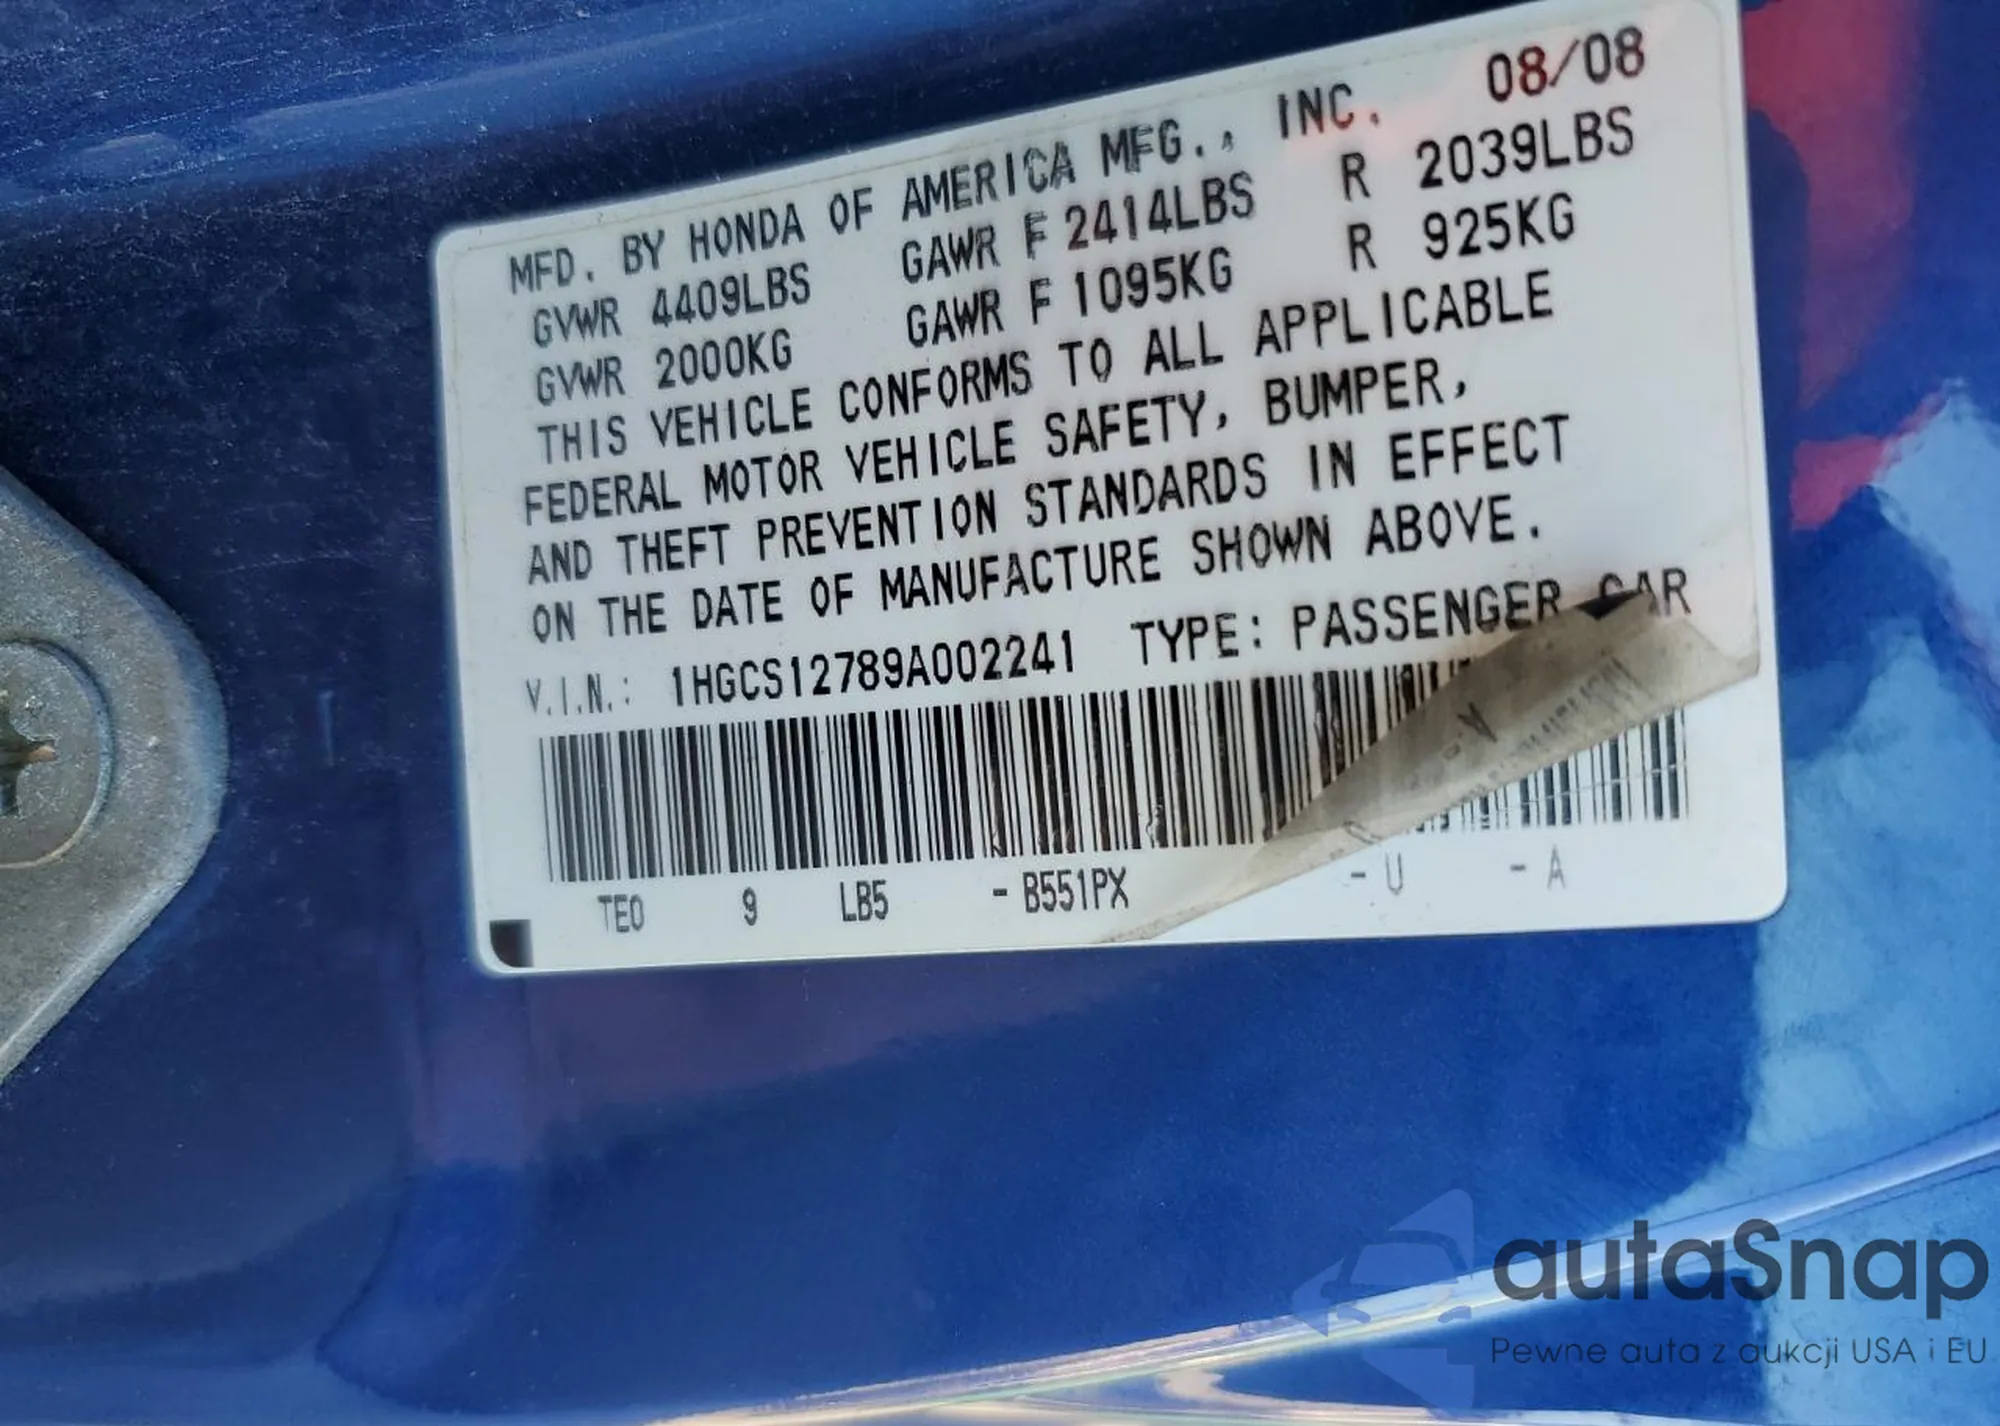 MFD. BY HONDA OF AMERICA MFG., INC. 08/08
GVWR 4409LBS GAWR F 2414LBS R 2039LBS
GVWR 2000KG GAWR F 1095KG R 925KG
THIS VEHICLE CONFORMS TO ALL APPLICABLE
FEDERAL MOTOR VEHICLE SAFETY, BUMPER,
AND THEFT PREVENTION STANDARDS IN EFFECT
ON THE DATE OF MANUFACTURE SHOWN ABOVE.
V.I.N.: 1HGCS12789A002241 TYPE: PASSENGER CAR
TE0 9 LB5 -B551PX -U -A
autaSnap
Pewne auta z aukcji USA i EU